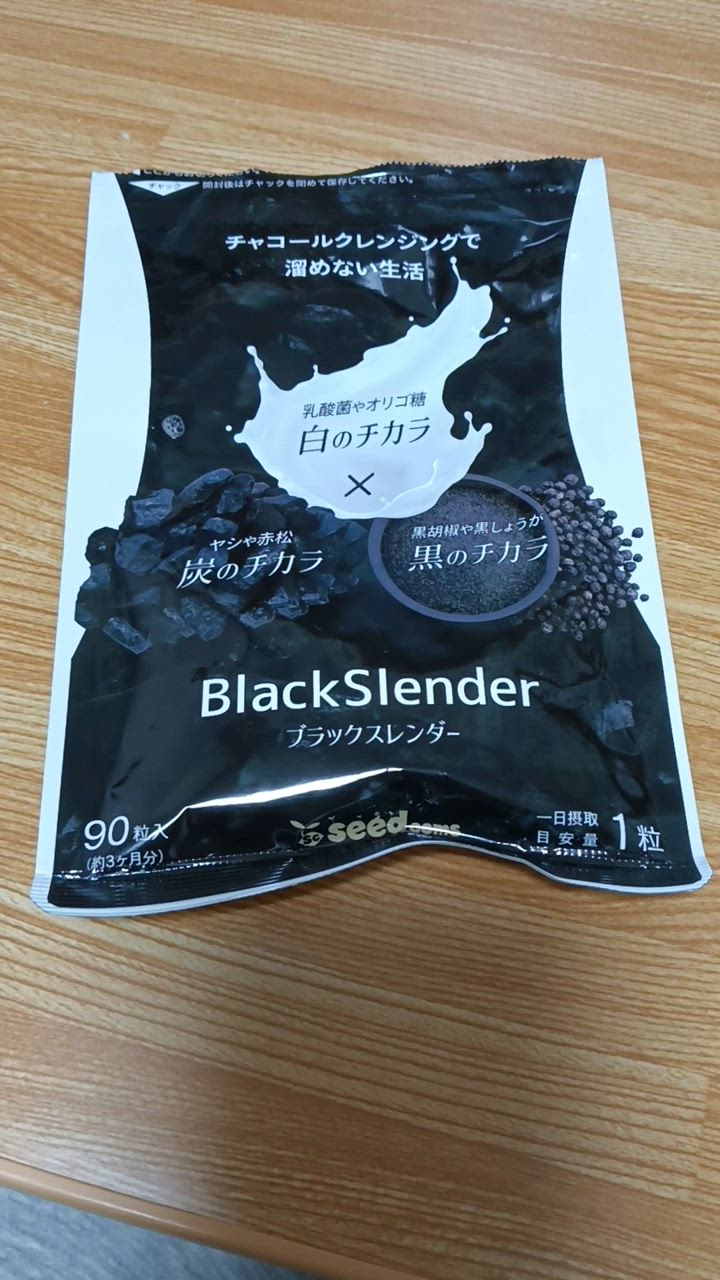 チャック
開封後はチャックを閉めて保存してください。
チャコールクレンジングで
溜めない生活
乳酸菌やオリゴ糖
白のチカラ
×
ヤシや赤松
炭のチカラ
黒胡椒や黒しょうが
黒のチカラ
BlackSlender
ブラックスレンダー
90粒入
(約3ヶ月分)
seedcoms
一日摂取
目安量
1粒